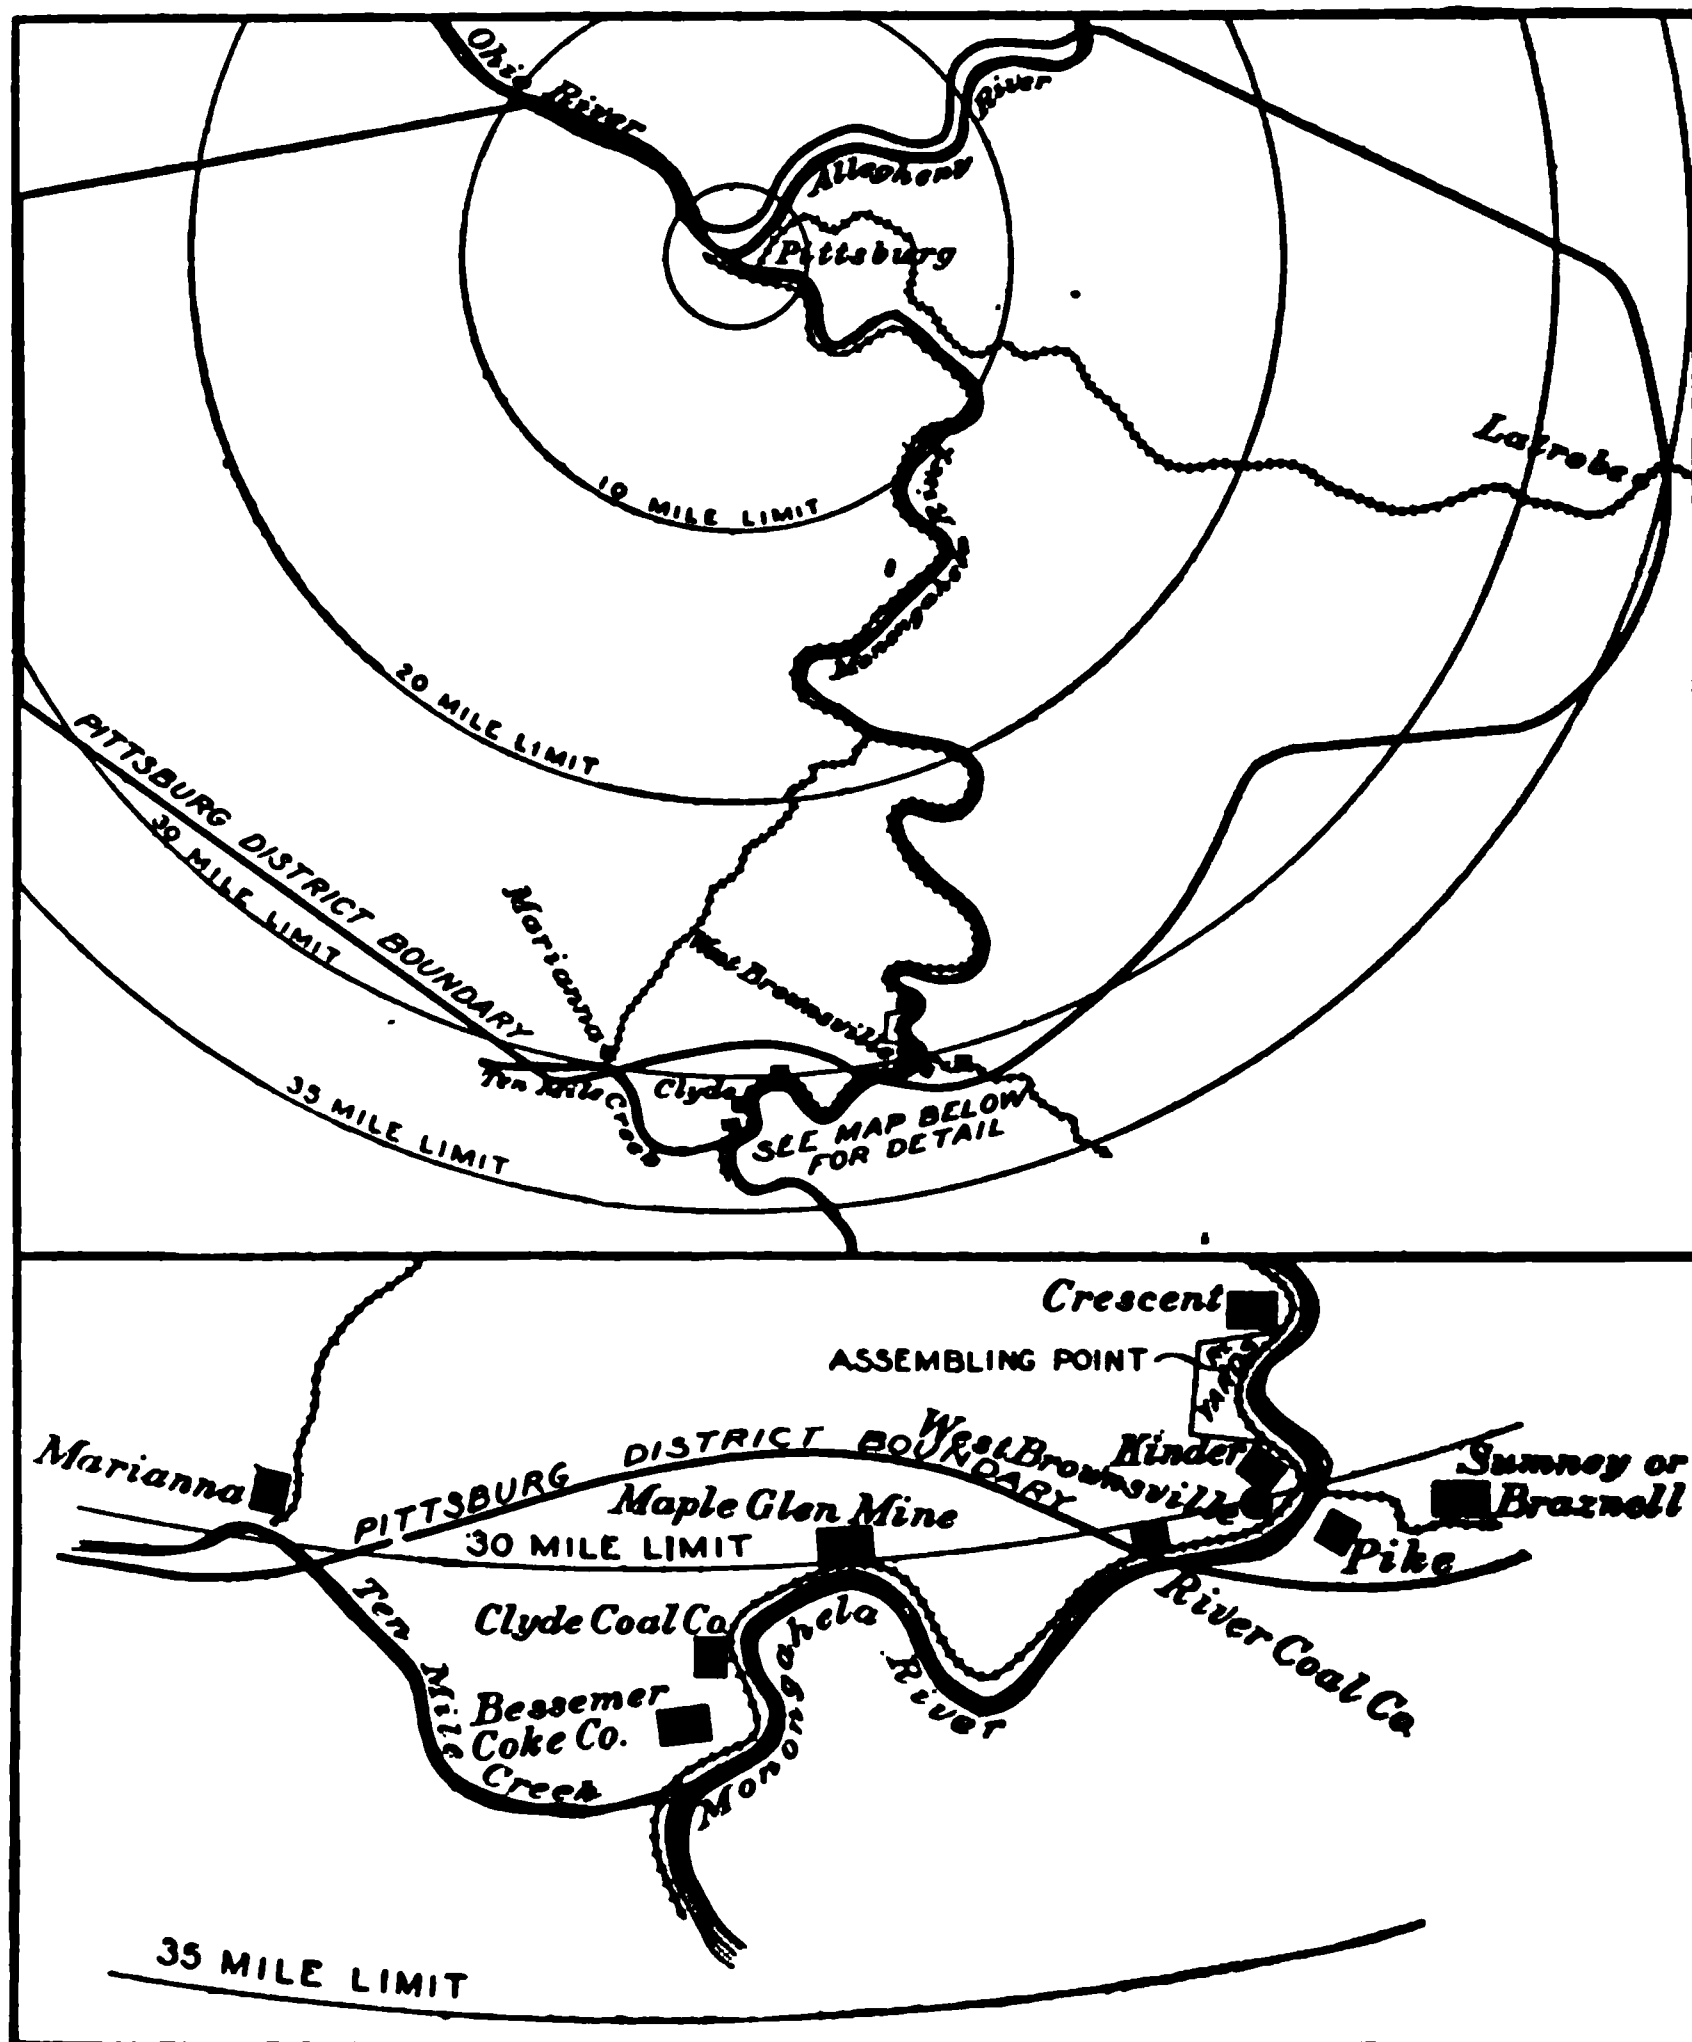 Ohio River
River
Allegheny
Pittsburg
Latrobe
River
Monongahela
10 MILE LIMIT
20 MILE LIMIT
PITTSBURG DISTRICT BOUNDARY
30 MILE LIMIT
Marianna
West Brownsville
Ten Mile Creek
Clyde
SEE MAP BELOW
FOR DETAIL
35 MILE LIMIT
Crescent
ASSEMBLING POINT
Marianna
PITTSBURG DISTRICT BOUNDARY
West Brownsville
Kinder
Sumney or
Braznell
Maple Glen Mine
30 MILE LIMIT
Pike
Ten Mile Creek
Clyde Coal Co.
Monongahela River
River Coal Co
Bessemer
Coke Co.
35 MILE LIMIT